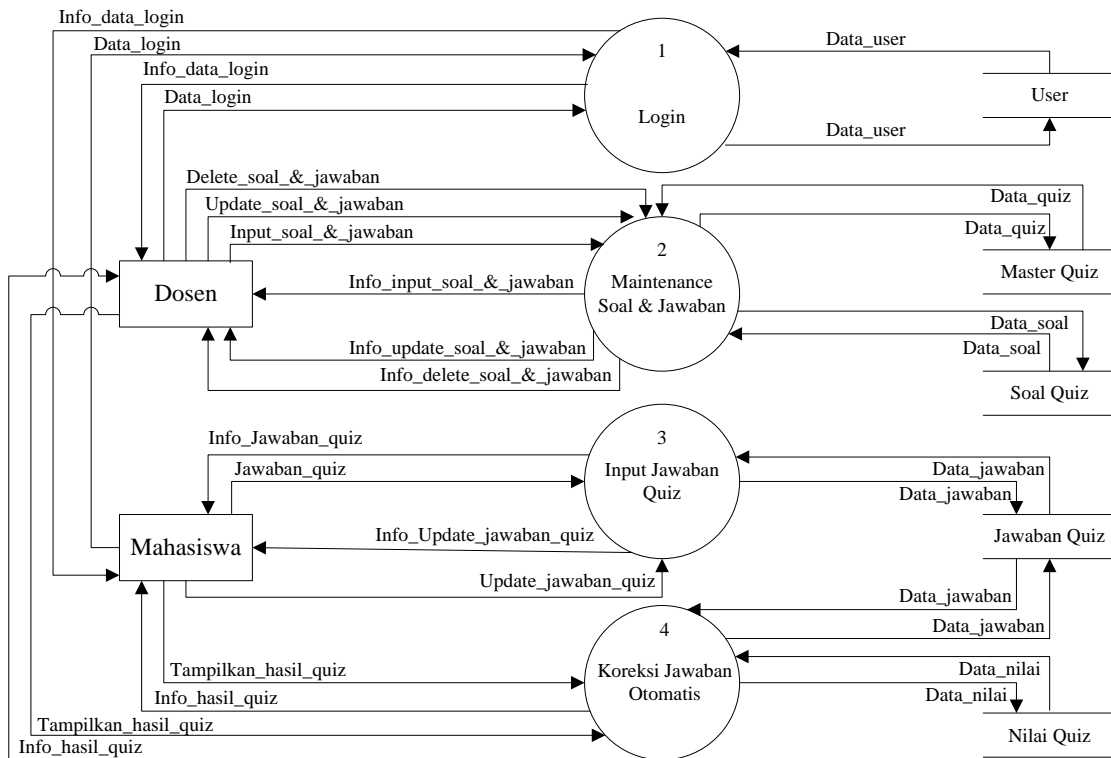 Info_data_login
Data_login
Info_data_login
Data_login
1
Login
Data_user
Data_user
User
Delete_soal_&_jawaban
Update_soal_&_jawaban
Input_soal_&_jawaban
Dosen
Info_input_soal_&_jawaban
Info_update_soal_&_jawaban
Info_delete_soal_&_jawaban
2
Maintenance
Soal & Jawaban
Data_quiz
Data_quiz
Master Quiz
Data_soal
Data_soal
Soal Quiz
Info_Jawaban_quiz
Jawaban_quiz
Mahasiswa
Info_Update_jawaban_quiz
Update_jawaban_quiz
3
Input Jawaban
Quiz
Data_jawaban
Data_jawaban
Jawaban Quiz
Data_jawaban
Data_jawaban
4
Koreksi Jawaban
Otomatis
Tampilkan_hasil_quiz
Info_hasil_quiz
Tampilkan_hasil_quiz
Info_hasil_quiz
Data_nilai
Data_nilai
Nilai Quiz